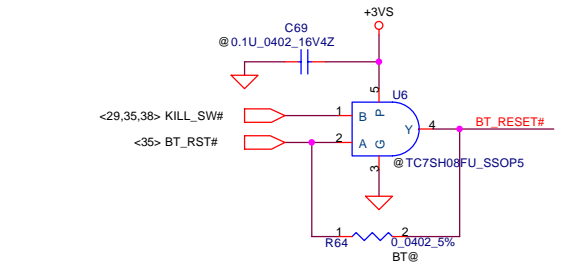 +3VS
C69
@ 0.1U_0402_16V4Z
5
U6
<29,35,38> KILL_SW#
1
B
P
Y
4
BT_RESET#
<35> BT_RST#
2
A
G
@ TC7SH08FU_SSOP5
3
1
2
R64
0_0402_5%
BT@